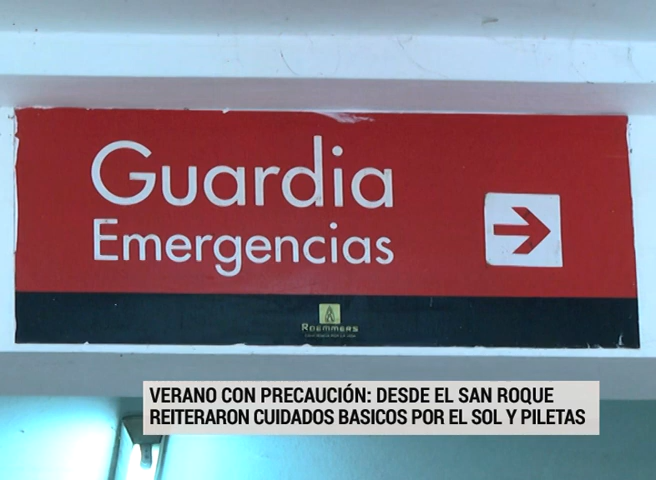 Guardia
Emergencias
ROEMMERS
VERANO CON PRECAUCIÓN: DESDE EL SAN ROQUE
REITERARON CUIDADOS BASICOS POR EL SOL Y PILETAS